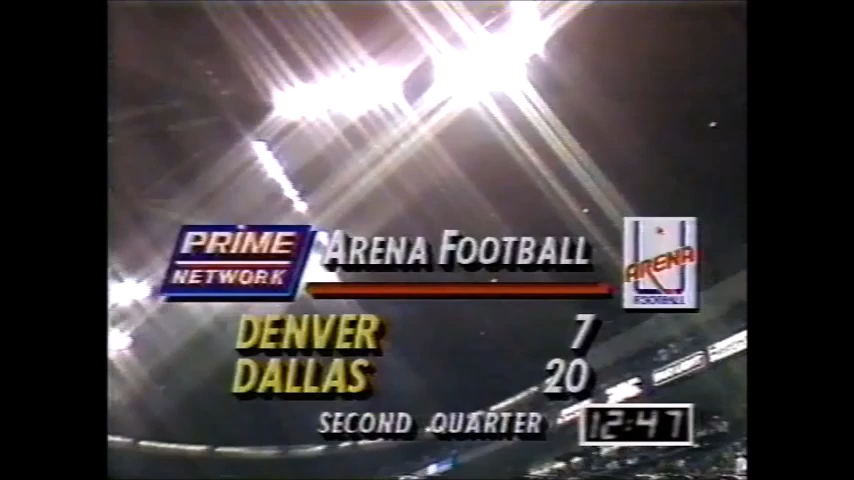 PRIME
NETWORK
ARENA FOOTBALL
ARENA
FOOTBALL
DENVER 7
DALLAS 20
SECOND QUARTER 12:47